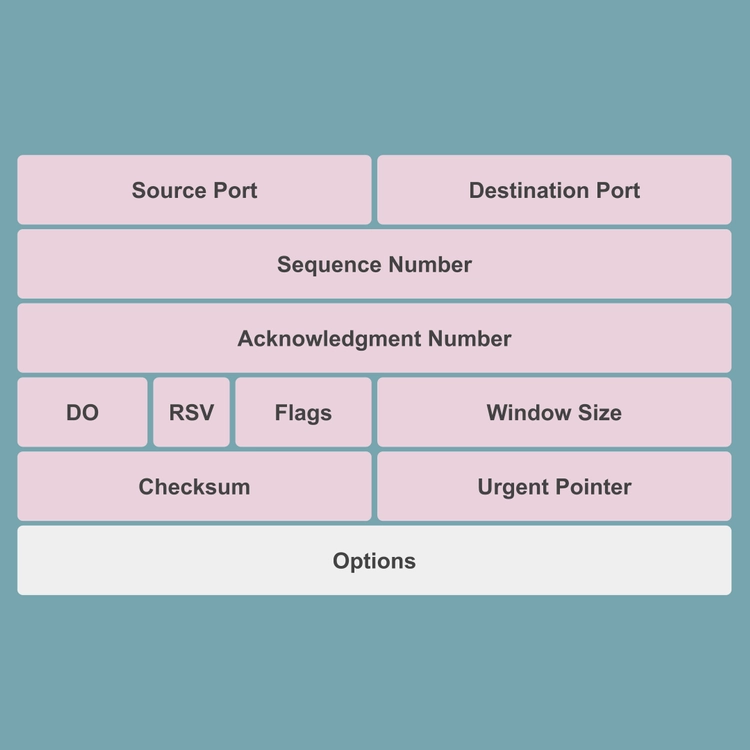 Source Port
Destination Port
Sequence Number
Acknowledgment Number
DO
RSV
Flags
Window Size
Checksum
Urgent Pointer
Options